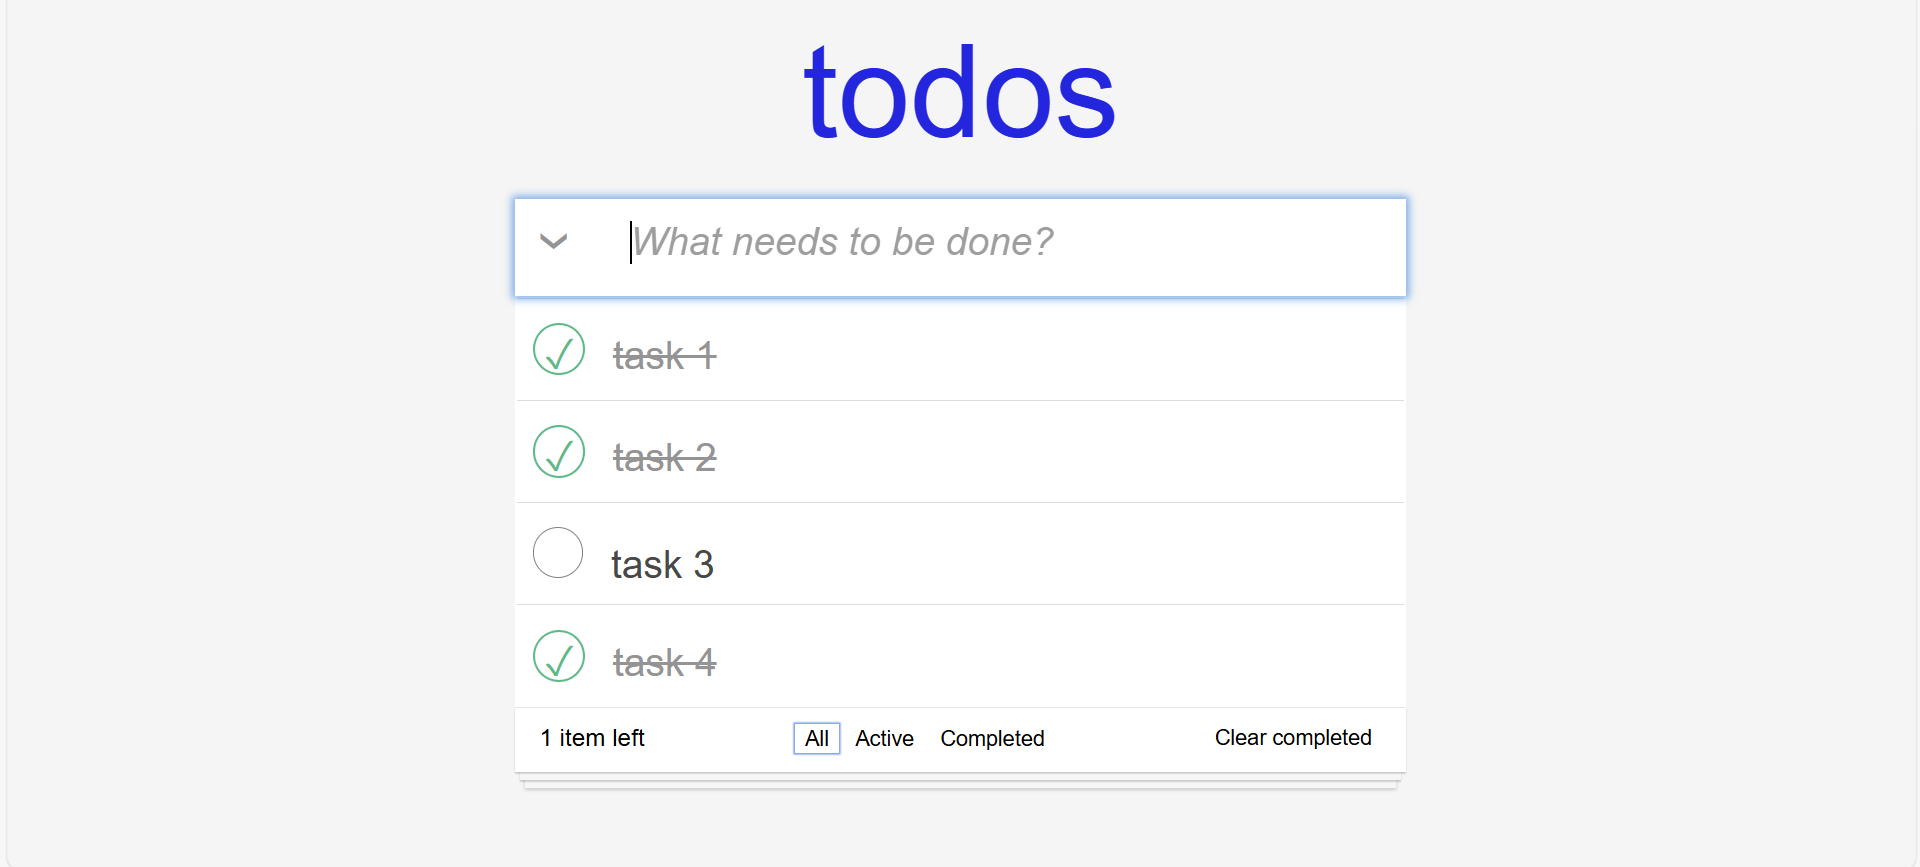 todos
What needs to be done?
task 1
task 2
task 3
task 4
1 item left All Active Completed Clear completed